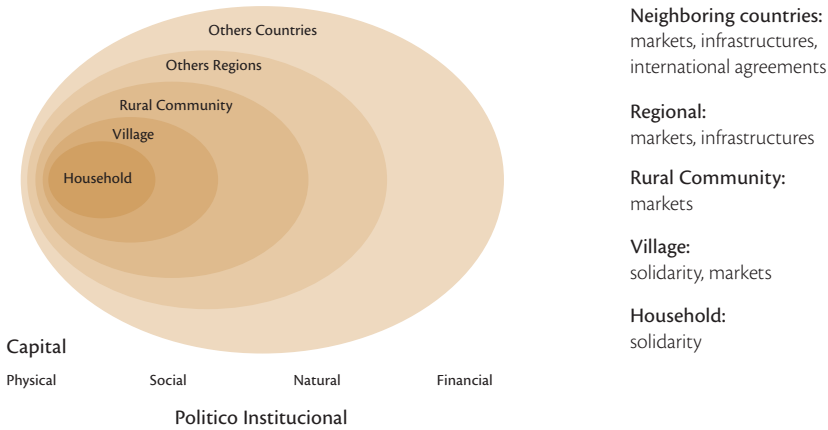 Others Countries
Others Regions
Rural Community
Village
Household
Capital
Physical Social Natural Financial
Politico Institucional
Neighboring countries:
markets, infrastructures,
international agreements
Regional:
markets, infrastructures
Rural Community:
markets
Village:
solidarity, markets
Household:
solidarity